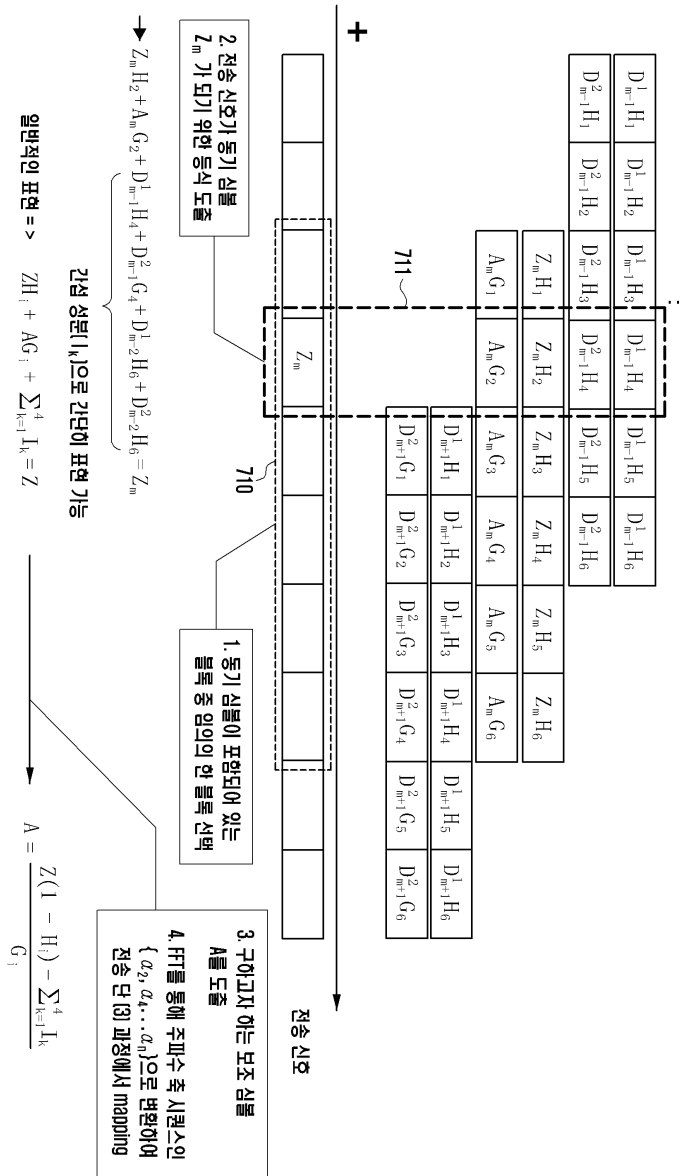 ⋮
D¹ₘ₋₁H₁ D¹ₘ₋₁H₂ D¹ₘ₋₁H₃ D¹ₘ₋₁H₄ D¹ₘ₋₁H₅ D¹ₘ₋₁H₆
D²ₘ₋₁H₁ D²ₘ₋₁H₂ D²ₘ₋₁H₃ D²ₘ₋₁H₄ D²ₘ₋₁H₅ D²ₘ₋₁H₆
ZₘH₁ ZₘH₂ ZₘH₃ ZₘH₄ ZₘH₅ ZₘH₆
AₘG₁ AₘG₂ AₘG₃ AₘG₄ AₘG₅ AₘG₆
711
D¹ₘ₊₁H₁ D¹ₘ₊₁H₂ D¹ₘ₊₁H₃ D¹ₘ₊₁H₄ D¹ₘ₊₁H₅ D¹ₘ₊₁H₆
D²ₘ₊₁G₁ D²ₘ₊₁G₂ D²ₘ₊₁G₃ D²ₘ₊₁G₄ D²ₘ₊₁G₅ D²ₘ₊₁G₆
+
전송 신호
Zₘ
710
2. 전송 신호가 동기 심볼
Zₘ 가 되기 위한 등식 도출
1. 동기 심볼이 포함되어 있는
블록 중 임의의 한 블록 선택
3. 구하고자 하는 보조 심볼
A를 도출
4. FFT를 통해 주파수 축 시퀀스인
{α₂, α₄...αₙ}으로 변환하여
전송 단 (3) 과정에서 mapping
ZₘH₂+AₘG₂+D¹ₘ₋₁H₄+D²ₘ₋₁G₄+D¹ₘ₋₂H₆+D²ₘ₋₂H₆=Zₘ
간섭 성분(Iₖ)으로 간단히 표현 가능
일반적인 표현 => ZHⱼ + AGⱼ + ∑⁴ₖ₌₁Iₖ = Z
A = (Z(1 - Hⱼ) - ∑⁴ₖ₌₁Iₖ) / Gⱼ